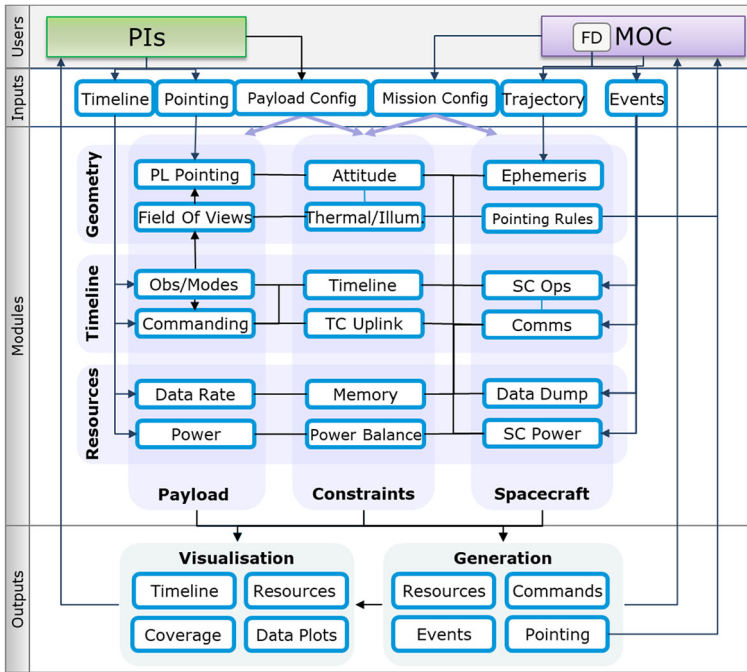 Users
PIs
FD
MOC
Inputs
Timeline
Pointing
Payload Config
Mission Config
Trajectory
Events
Modules
Geometry
PL Pointing
Attitude
Ephemeris
Field Of Views
Thermal/Illum.
Pointing Rules
Timeline
Obs/Modes
Timeline
SC Ops
Commanding
TC Uplink
Comms
Resources
Data Rate
Memory
Data Dump
Power
Power Balance
SC Power
Payload
Constraints
Spacecraft
Outputs
Visualisation
Timeline
Resources
Coverage
Data Plots
Generation
Resources
Commands
Events
Pointing